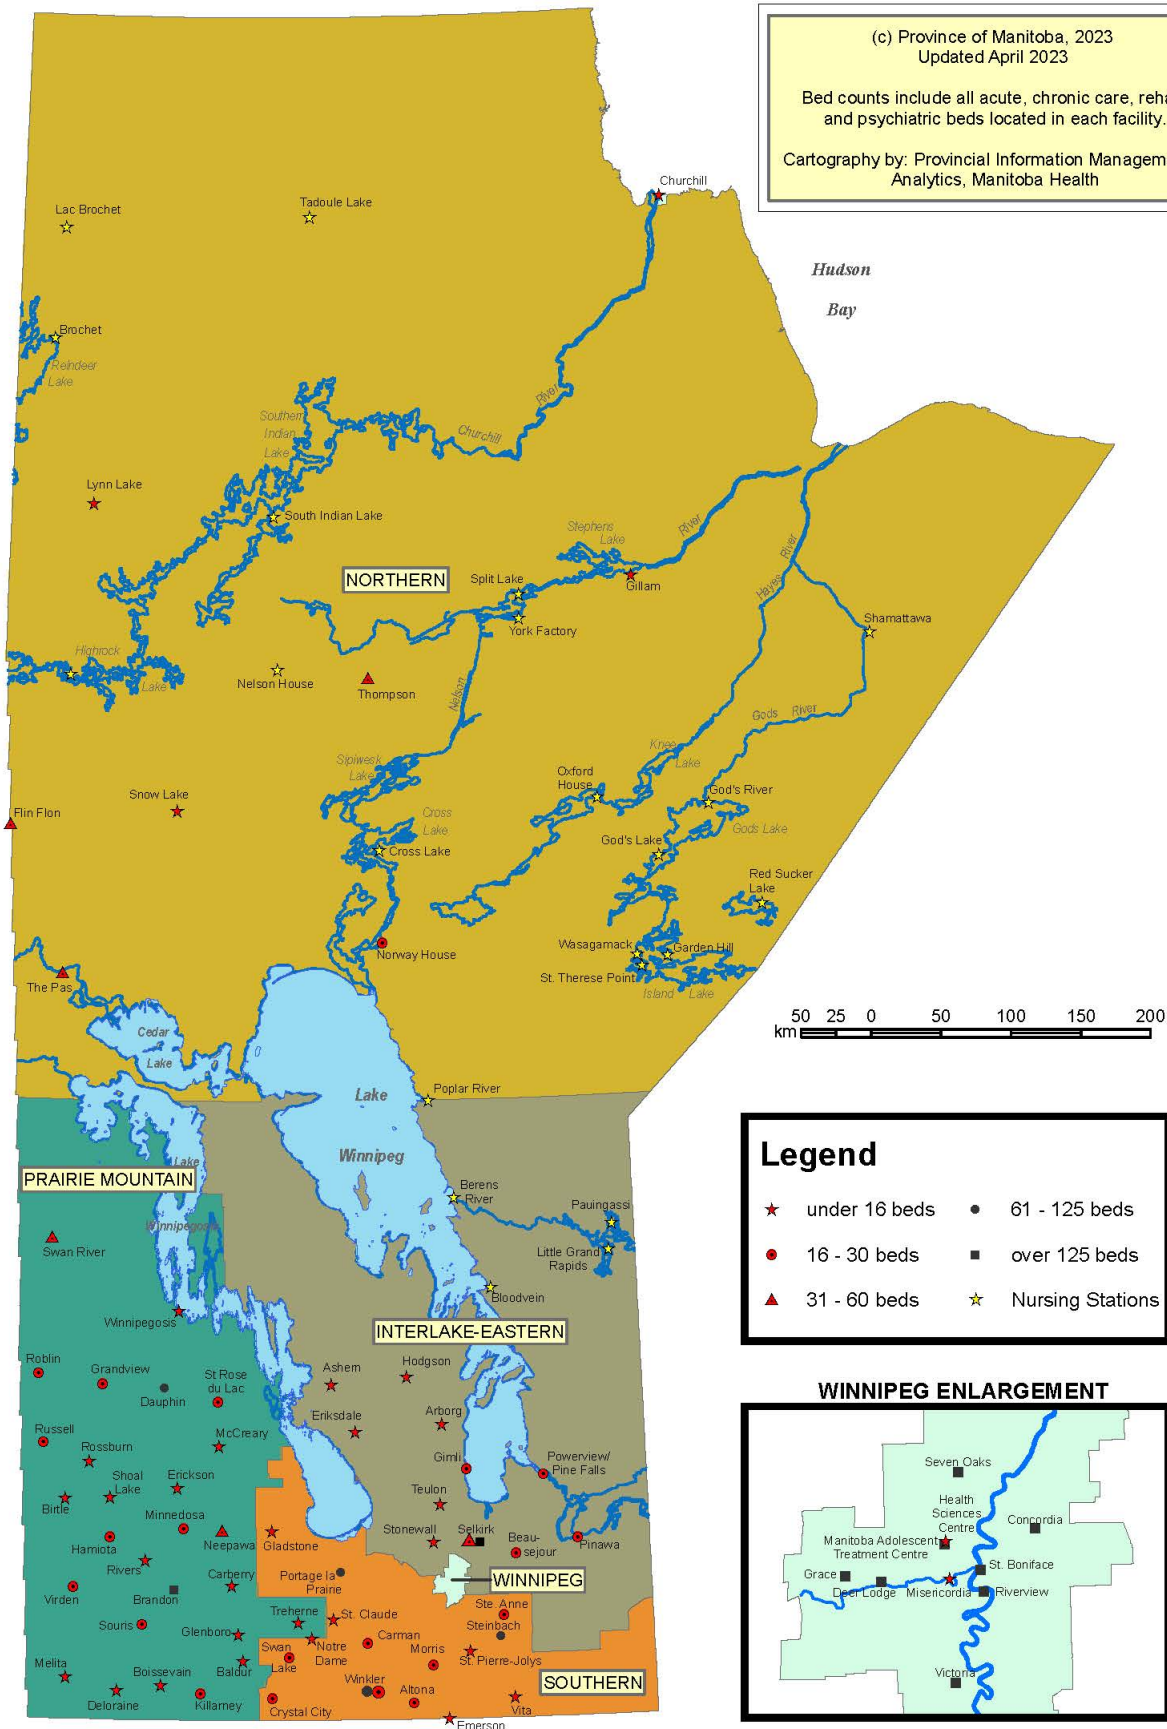 (c) Province of Manitoba, 2023
Updated April 2023
Bed counts include all acute, chronic care, reha
and psychiatric beds located in each facility.
Cartography by: Provincial Information Managem
Analytics, Manitoba Health
Churchill
Lac Brochet
Tadoule Lake
Hudson
Bay
Brochet
Reindeer
Lake
Southern
Indian
Lake
River
Churchill
Lynn Lake
South Indian Lake
Stephens
Lake
River
NORTHERN
Split Lake
Gillam
Hayes River
York Factory
Shamattawa
Highrock
Lake
Nelson House
Thompson
Nelson
Gods River
Sipiwesk
Lake
Knee
Lake
Oxford
House
God's River
Snow Lake
Flin Flon
Cross
Lake
Gods Lake
God's Lake
Cross Lake
Red Sucker
Lake
Norway House
Wasagamack
Garden Hill
St. Therese Point
Island Lake
The Pas
Cedar
Lake
50 25 0 50 100 150 200
km
Lake
Winnipeg
Poplar River
Lake
Winnipegosis
PRAIRIE MOUNTAIN
Berens
River
Pauingassi
Swan River
Little Grand
Rapids
Bloodvein
Winnipegosis
INTERLAKE-EASTERN
Roblin
Grandview
Dauphin
St Rose
du Lac
Ashern
Hodgson
Russell
Rossburn
McCreary
Eriksdale
Arborg
Shoal
Lake
Erickson
Gimli
Powerview/
Pine Falls
Birtle
Minnedosa
Teulon
Hamiota
Neepawa
Gladstone
Stonewall
Selkirk
Beau-
sejour
Pinawa
Rivers
Carberry
Portage la
Prairie
WINNIPEG
Virden
Brandon
Ste. Anne
Souris
Treherne
St. Claude
Steinbach
Glenboro
Notre
Dame
Carman
Morris
St. Pierre-Jolys
Swan
Lake
Melita
Boissevain
Baldur
SOUTHERN
Deloraine
Killarney
Crystal City
Winkler
Altona
Vita
Emerson
Legend
under 16 beds
61 - 125 beds
16 - 30 beds
over 125 beds
31 - 60 beds
Nursing Stations
WINNIPEG ENLARGEMENT
Seven Oaks
Health
Sciences
Centre
Concordia
Manitoba Adolescent
Treatment Centre
St. Boniface
Grace
Deer Lodge
Misericordia
Riverview
Victoria